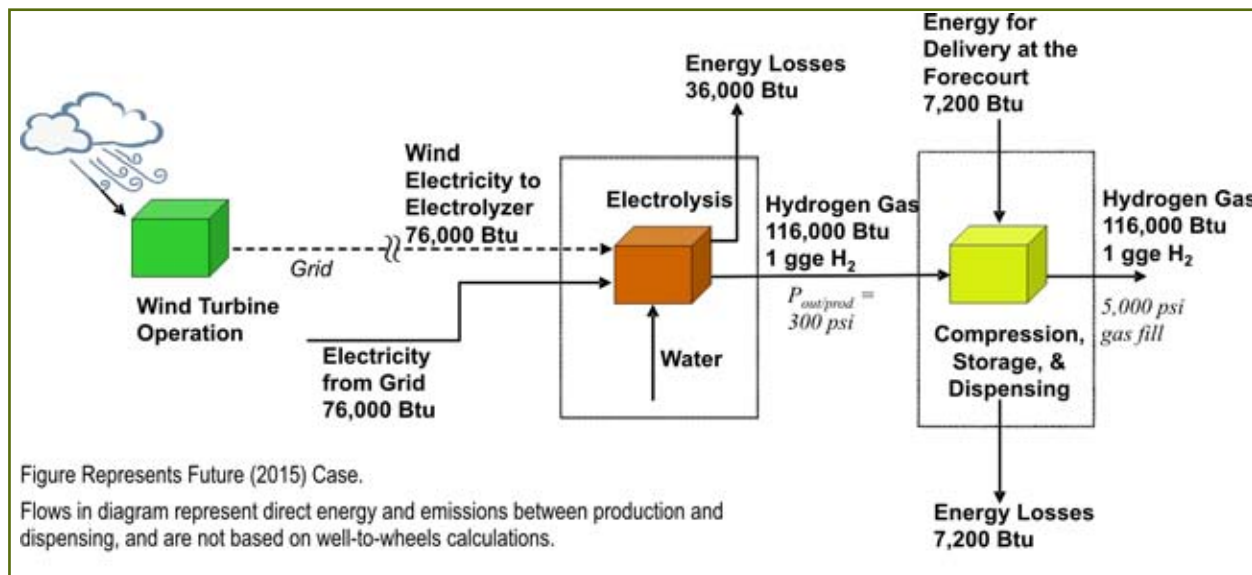 Energy for
Delivery at the
Forecourt
7,200 Btu
Energy Losses
36,000 Btu
Wind
Electricity to
Electrolyzer
76,000 Btu
Electrolysis
Hydrogen Gas
116,000 Btu
1 gge H₂
Hydrogen Gas
116,000 Btu
1 gge H₂
Grid
Wind Turbine
Operation
P out/prod =
300 psi
5,000 psi
gas fill
Electricity
from Grid
76,000 Btu
Water
Compression,
Storage, &
Dispensing
Energy Losses
7,200 Btu
Figure Represents Future (2015) Case.
Flows in diagram represent direct energy and emissions between production and
dispensing, and are not based on well-to-wheels calculations.